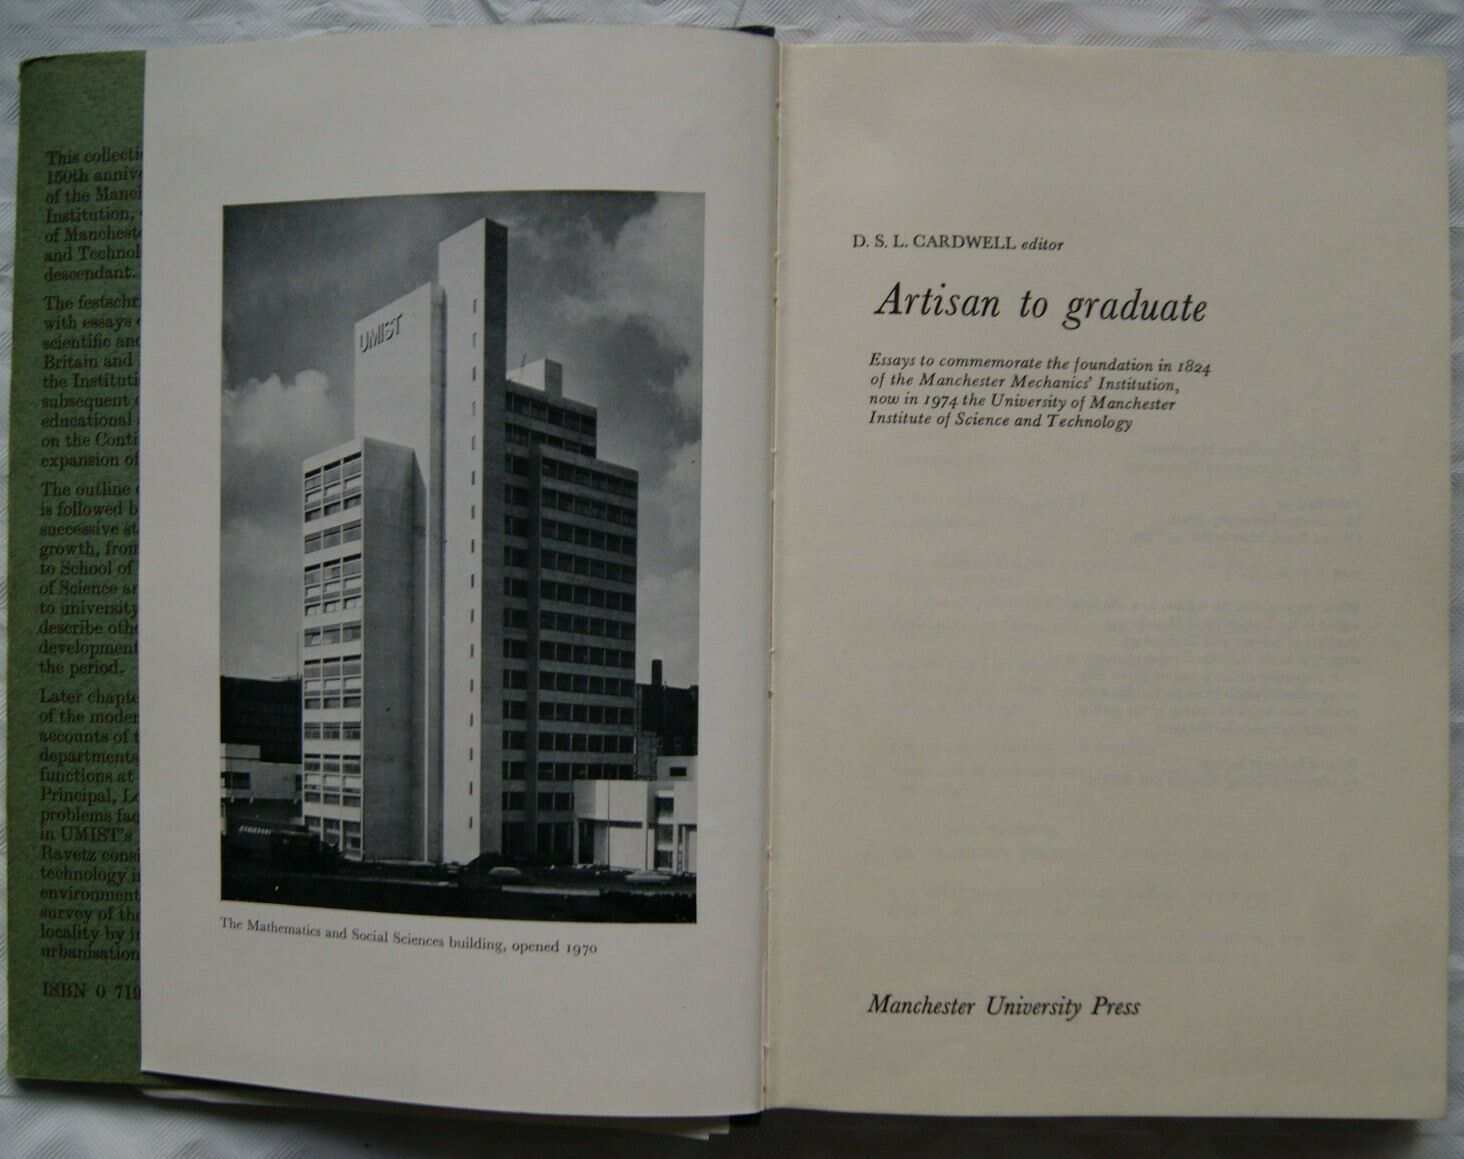 This collecti
150th annive
of the Manch
Institution,
of Mancheste
and Technol
descendant.
The festschr
with essays
scientific and
Britain and
the Instituti
subsequent
educational
on the Conti
expansion of
The outline
is followed b
successive st
growth, from
to School of
of Science an
to university
describe othe
development
the period.
Later chapte
of the moder
accounts of t
departments
functions at
Principal, Lo
problems fac
in UMIST's
Ravetz consi
technology i
environment
survey of the
locality by i
urbanisation
ISBN 0 719
UMIST
The Mathematics and Social Sciences building, opened 1970
D. S. L. CARDWELL editor
Artisan to graduate
Essays to commemorate the foundation in 1824
of the Manchester Mechanics' Institution,
now in 1974 the University of Manchester
Institute of Science and Technology
Manchester University Press